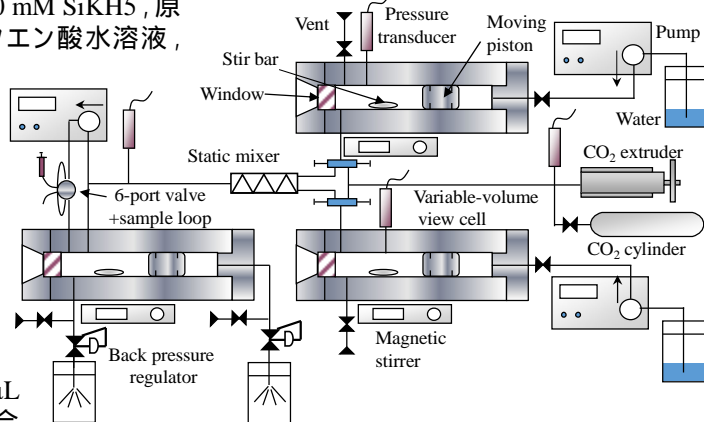 0 mM SiKH5 , 原
エン酸水溶液 ,
Vent
Pressure
transducer
Moving
piston
Pump
Stir bar
Window
Water
Static mixer
CO2 extruder
6-port valve
+sample loop
Variable-volume
view cell
CO2 cylinder
Back pressure
regulator
Magnetic
stirrer
aL